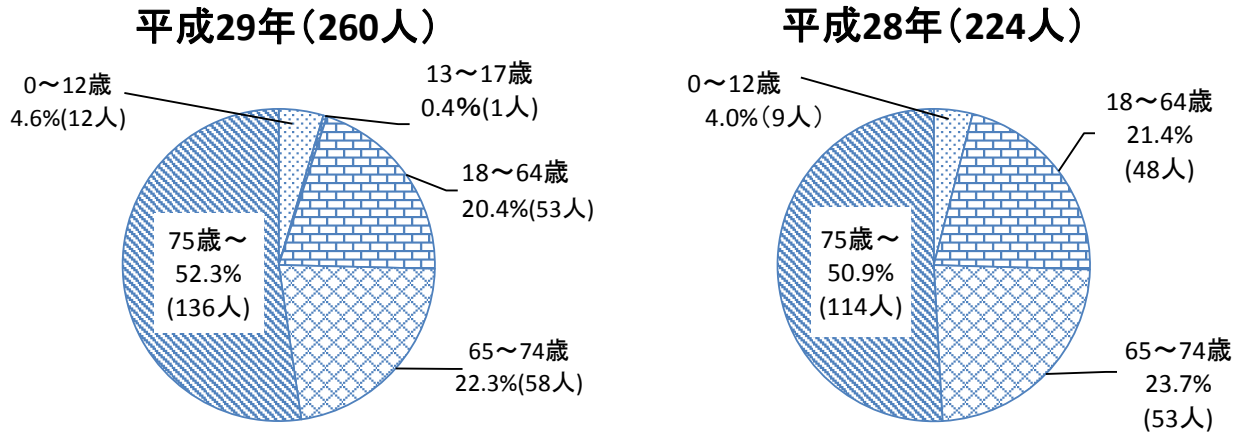 平成29年（260人）
0～12歳
4.6%(12人)
13～17歳
0.4%(1人)
18～64歳
20.4%(53人)
75歳～
52.3%
(136人)
65～74歳
22.3%(58人)
平成28年（224人）
0～12歳
4.0%（9人）
18～64歳
21.4%
(48人)
75歳～
50.9%
(114人)
65～74歳
23.7%
(53人)